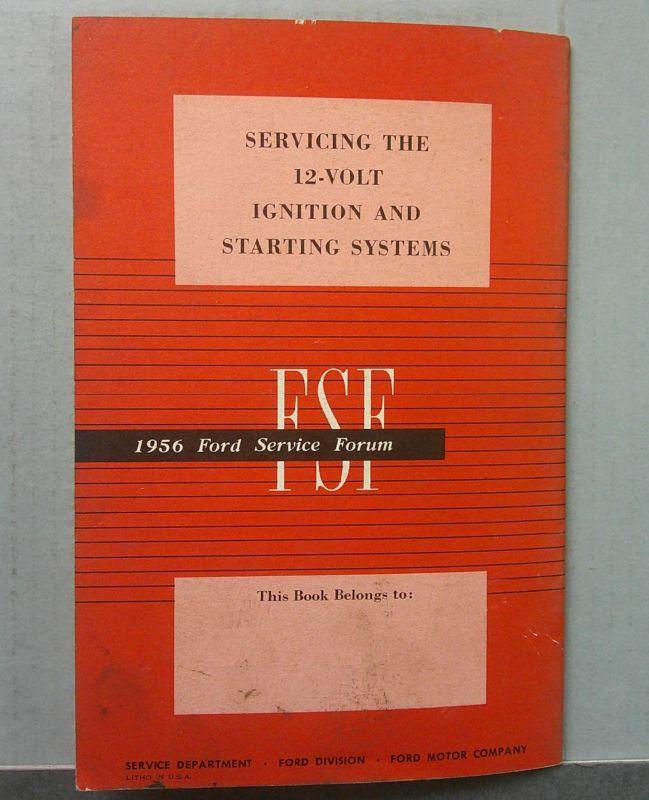 SERVICING THE
12-VOLT
IGNITION AND
STARTING SYSTEMS
FSF
1956 Ford Service Forum
This Book Belongs to:
SERVICE DEPARTMENT · FORD DIVISION · FORD MOTOR COMPANY
LITHO IN U.S.A.